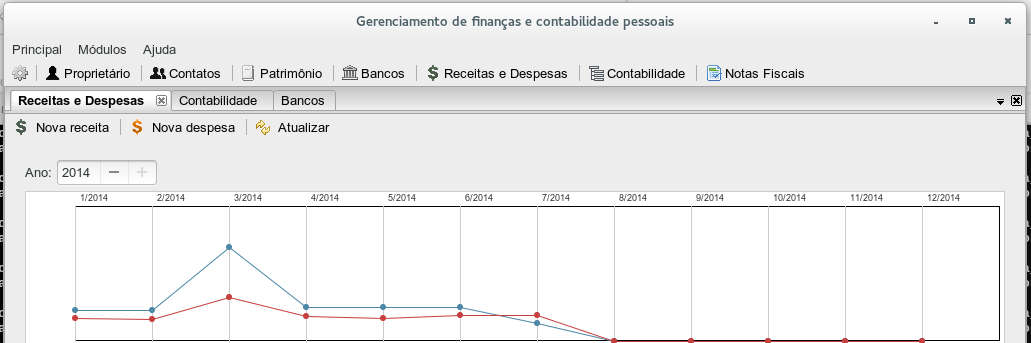 Gerenciamento de finanças e contabilidade pessoais
Principal Módulos Ajuda
Proprietário Contatos Patrimônio Bancos Receitas e Despesas Contabilidade Notas Fiscais
Receitas e Despesas Contabilidade Bancos
Nova receita Nova despesa Atualizar
Ano: 2014
1/2014 2/2014 3/2014 4/2014 5/2014 6/2014 7/2014 8/2014 9/2014 10/2014 11/2014 12/2014